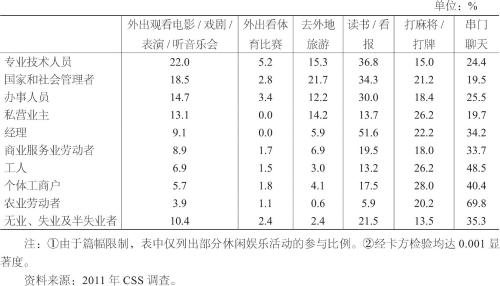 单位：%
外出观看电影 / 戏剧 / 外出看体 去外地 读书 / 看 打麻将 / 串门
表演 / 听音乐会 育比赛 旅游 报 打牌 聊天
专业技术人员 22.0 5.2 15.3 36.8 15.0 24.4
国家和社会管理者 18.5 2.8 21.7 34.3 21.2 19.5
办事人员 14.7 3.4 12.2 30.0 18.4 25.5
私营业主 13.1 0.0 14.2 13.7 26.2 19.7
经理 9.1 0.0 5.9 51.6 22.2 34.2
商业服务业劳动者 8.9 1.7 6.9 19.5 18.0 33.7
工人 6.9 1.5 3.0 13.2 26.2 48.5
个体工商户 5.7 1.8 4.1 17.5 28.0 40.4
农业劳动者 3.9 1.1 0.6 5.9 20.2 69.8
无业、失业及半失业者 10.4 2.4 2.4 21.5 13.5 35.3
注：①由于篇幅限制，表中仅列出部分休闲娱乐活动的参与比例。②经卡方检验均达 0.001 显
著度。
资料来源：2011 年 CSS 调查。